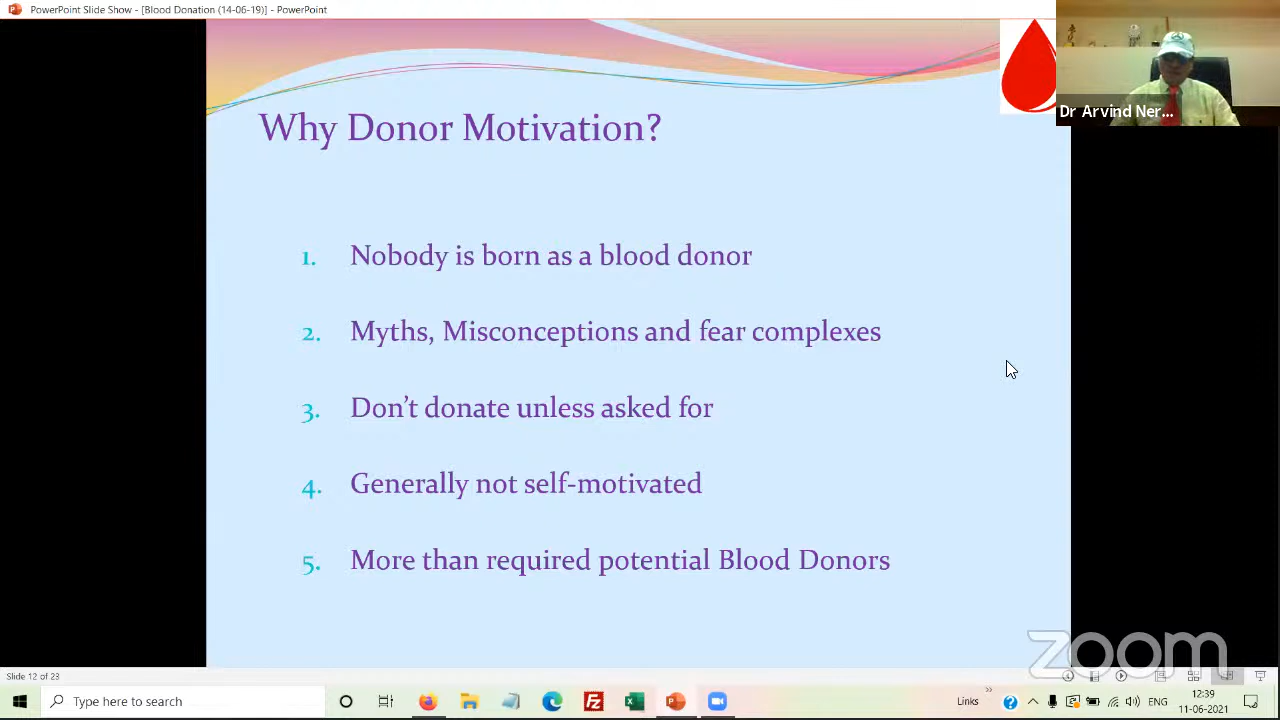 PowerPoint Slide Show - [Blood Donation (14-06-19)] - PowerPoint
Dr Arvind Ner...
Why Donor Motivation?
1. Nobody is born as a blood donor
2. Myths, Misconceptions and fear complexes
3. Don't donate unless asked for
4. Generally not self-motivated
5. More than required potential Blood Donors
zoom
Slide 12 of 23
Type here to search
Links
ENG
12:39
11-06-2021